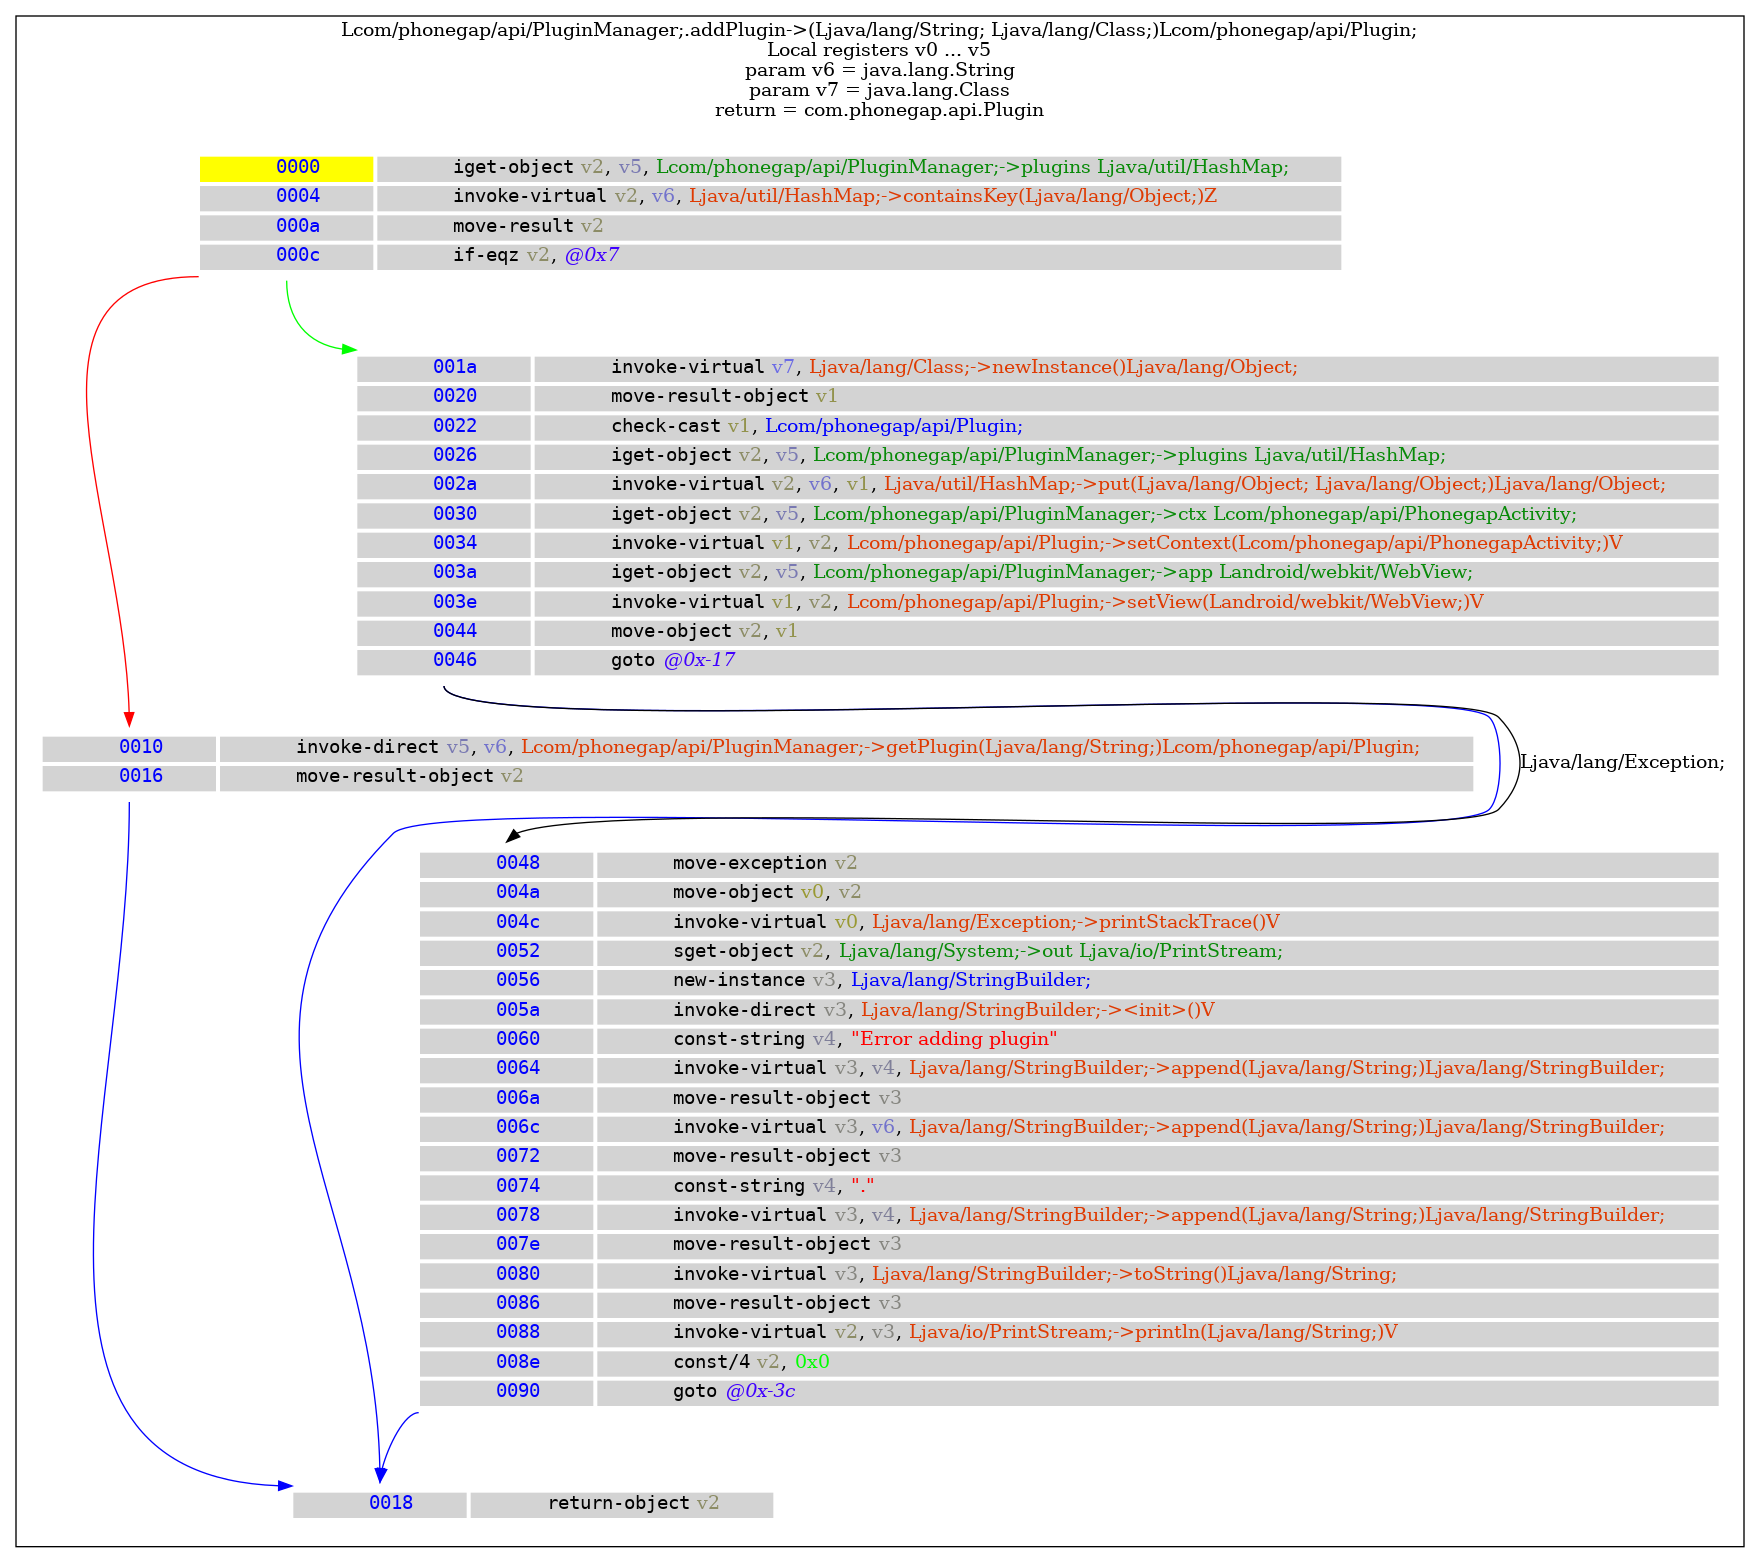 Lcom/phonegap/api/PluginManager;.addPlugin->(Ljava/lang/String; Ljava/lang/Class;)Lcom/phonegap/api/Plugin;
Local registers v0 ... v5
param v6 = java.lang.String
param v7 = java.lang.Class
return = com.phonegap.api.Plugin
0000 iget-object v2, v5, Lcom/phonegap/api/PluginManager;->plugins Ljava/util/HashMap;
0004 invoke-virtual v2, v6, Ljava/util/HashMap;->containsKey(Ljava/lang/Object;)Z
000a move-result v2
000c if-eqz v2, @0x7
001a invoke-virtual v7, Ljava/lang/Class;->newInstance()Ljava/lang/Object;
0020 move-result-object v1
0022 check-cast v1, Lcom/phonegap/api/Plugin;
0026 iget-object v2, v5, Lcom/phonegap/api/PluginManager;->plugins Ljava/util/HashMap;
002a invoke-virtual v2, v6, v1, Ljava/util/HashMap;->put(Ljava/lang/Object; Ljava/lang/Object;)Ljava/lang/Object;
0030 iget-object v2, v5, Lcom/phonegap/api/PluginManager;->ctx Lcom/phonegap/api/PhonegapActivity;
0034 invoke-virtual v1, v2, Lcom/phonegap/api/Plugin;->setContext(Lcom/phonegap/api/PhonegapActivity;)V
003a iget-object v2, v5, Lcom/phonegap/api/PluginManager;->app Landroid/webkit/WebView;
003e invoke-virtual v1, v2, Lcom/phonegap/api/Plugin;->setView(Landroid/webkit/WebView;)V
0044 move-object v2, v1
0046 goto @0x-17
0010 invoke-direct v5, v6, Lcom/phonegap/api/PluginManager;->getPlugin(Ljava/lang/String;)Lcom/phonegap/api/Plugin;
0016 move-result-object v2
Ljava/lang/Exception;
0048 move-exception v2
004a move-object v0, v2
004c invoke-virtual v0, Ljava/lang/Exception;->printStackTrace()V
0052 sget-object v2, Ljava/lang/System;->out Ljava/io/PrintStream;
0056 new-instance v3, Ljava/lang/StringBuilder;
005a invoke-direct v3, Ljava/lang/StringBuilder;-><init>()V
0060 const-string v4, "Error adding plugin"
0064 invoke-virtual v3, v4, Ljava/lang/StringBuilder;->append(Ljava/lang/String;)Ljava/lang/StringBuilder;
006a move-result-object v3
006c invoke-virtual v3, v6, Ljava/lang/StringBuilder;->append(Ljava/lang/String;)Ljava/lang/StringBuilder;
0072 move-result-object v3
0074 const-string v4, "."
0078 invoke-virtual v3, v4, Ljava/lang/StringBuilder;->append(Ljava/lang/String;)Ljava/lang/StringBuilder;
007e move-result-object v3
0080 invoke-virtual v3, Ljava/lang/StringBuilder;->toString()Ljava/lang/String;
0086 move-result-object v3
0088 invoke-virtual v2, v3, Ljava/io/PrintStream;->println(Ljava/lang/String;)V
008e const/4 v2, 0x0
0090 goto @0x-3c
0018 return-object v2